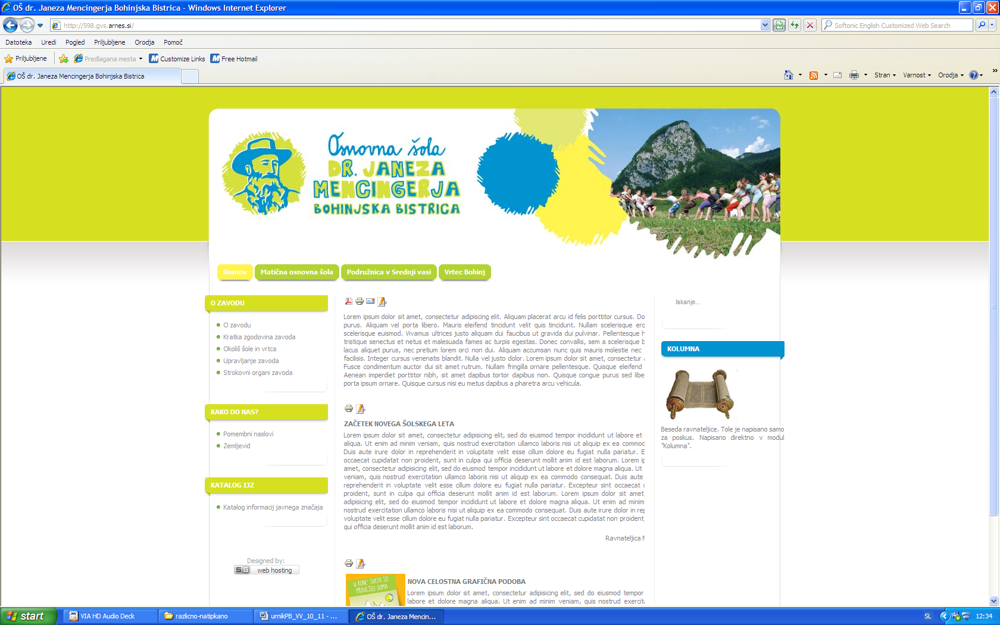 OŠ dr. Janeza Mencingerja Bohinjska Bistrica - Windows Internet Explorer
http://598.gvs.arnes.si/
Softonic English Customized Web Search
Datoteka Uredi Pogled Priljubljene Orodja Pomoč
Priljubljene Predlagana mesta Customize Links Free Hotmail
OŠ dr. Janeza Mencingerja Bohinjska Bistrica
Stran Varnost Orodja
Osnovna šola
DR. JANEZA
MENCINGERJA
BOHINJSKA BISTRICA
Domov Matična osnovna šola Podružnica v Srednji vasi Vrtec Bohinj
O ZAVODU
O zavodu
Kratka zgodovina zavoda
Okoliš šole in vrtca
Upravljanje zavoda
Strokovni organi zavoda
KAKO DO NAS?
Pomembni naslovi
Zemljevid
KATALOG IJZ
Katalog informacij javnega značaja
Designed by:
SG web hosting
Lorem ipsum dolor sit amet, consectetur adipiscing elit. Aliquam placerat arcu id felis porttitor cursus. Do
purus. Aliquam vel porta libero. Mauris eleifend tincidunt velit quis tincidunt. Nullam scelerisque erc
scelerisque euismod. Vivamus ultrices justo aliquam dui faucibus ut gravida dui pulvinar. Pellentesque h
tristique senectus et netus et malesuada fames ac turpis egestas. Donec convallis, sem a scelerisque b
lacus aliquet purus, nec pretium lorem orci non dui. Aliquam accumsan nunc quis mauris molestie nec
facilisis. Integer cursus venenatis blandit. Nulla vel justo dolor. Lorem ipsum dolor sit amet, consectetur a
Fusce condimentum auctor dui sit amet rutrum. Nullam fringilla ornare pellentesque. Quisque eleifend
Aenean imperdiet porttitor nibh, sit amet dapibus tortor dapibus non. Quisque congue purus sed libe
porta ipsum ornare. Quisque cursus nisi eu metus dapibus a pharetra arcu vehicula.
ZAČETEK NOVEGA ŠOLSKEGA LETA
Lorem ipsum dolor sit amet, consectetur adipisicing elit, sed do eiusmod tempor incididunt ut labore et
aliqua. Ut enim ad minim veniam, quis nostrud exercitation ullamco laboris nisi ut aliquip ex ea commod
Duis aute irure dolor in reprehenderit in voluptate velit esse cillum dolore eu fugiat nulla pariatur. E
occaecat cupidatat non proident, sunt in culpa qui officia deserunt mollit anim id est laborum. Lorem ip
amet, consectetur adipisicing elit, sed do eiusmod tempor incididunt ut labore et dolore magna aliqua. Ut
veniam, quis nostrud exercitation ullamco laboris nisi ut aliquip ex ea commodo consequat. Duis aute
reprehenderit in voluptate velit esse cillum dolore eu fugiat nulla pariatur. Excepteur sint occaecat c
proident, sunt in culpa qui officia deserunt mollit anim id est laborum. Lorem ipsum dolor sit amet,
adipisicing elit, sed do eiusmod tempor incididunt ut labore et dolore magna aliqua. Ut enim ad minim
nostrud exercitation ullamco laboris nisi ut aliquip ex ea commodo consequat. Duis aute irure dolor in rep
voluptate velit esse cillum dolore eu fugiat nulla pariatur. Excepteur sint occaecat cupidatat non proident,
qui officia deserunt mollit anim id est laborum.
Ravnateljica M
U KONC' SVETA SO
PRAVLJICE DOMA
NOVA CELOSTNA GRAFIČNA PODOBA
Lorem ipsum dolor sit amet, consectetur adipisicing elit, sed do eiusmod tempor
labore et dolore magna aliqua. Ut enim ad minim veniam, quis nostrud exercita
Iskanje...
KOLUMNA
Beseda ravnateljice. Tole je napisano samo
za poskus. Napisano direktno v modul
"Kolumna".
start VIA HD Audio Deck razlicno-natipkano urnikPB_VV_10_11 - ... OŠ dr. Janeza Mencin... SL 12:34